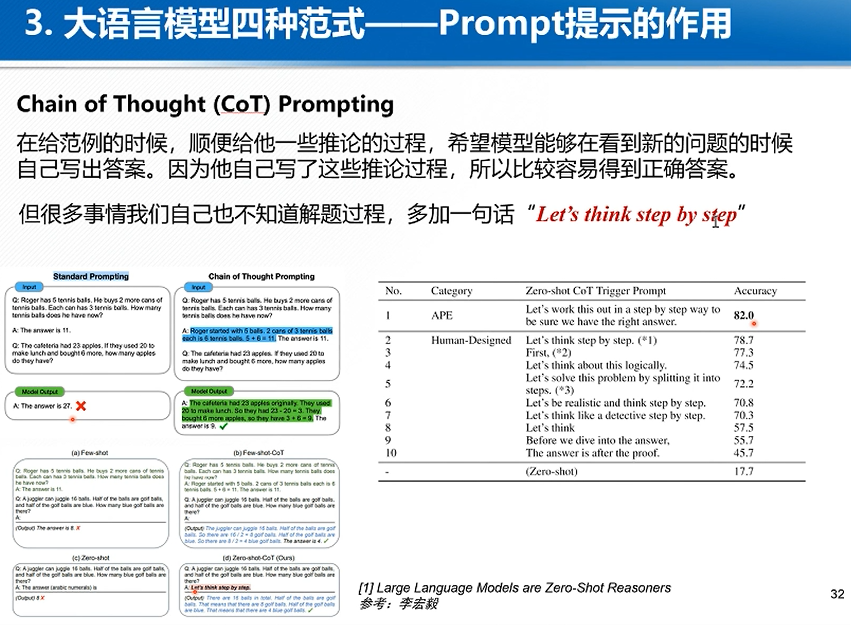 3. 大语言模型四种范式——Prompt提示的作用
Chain of Thought (CoT) Prompting
在给范例的时候，顺便给他一些推论的过程，希望模型能够在看到新的问题的时候
自己写出答案。因为他自己写了这些推论过程，所以比较容易得到正确答案。
但很多事情我们自己也不知道解题过程，多加一句话“Let’s think step by step”
Standard Prompting
Input
Q: Roger has 5 tennis balls. He buys 2 more cans of
tennis balls. Each can has 3 tennis balls. How many
tennis balls does he have now?
A: The answer is 11.
Q: The cafeteria had 23 apples. If they used 20 to
make lunch and bought 6 more, how many apples
do they have?
Model Output
A: The answer is 27.
Chain of Thought Prompting
Input
Q: Roger has 5 tennis balls. He buys 2 more cans of
tennis balls. Each can has 3 tennis balls. How many
tennis balls does he have now?
A: Roger started with 5 balls. 2 cans of 3 tennis balls
each is 6 tennis balls. 5 + 6 = 11. The answer is 11.
Q: The cafeteria had 23 apples. If they used 20 to
make lunch and bought 6 more, how many apples
do they have?
Model Output
A: The cafeteria had 23 apples originally. They used
20 to make lunch. So they had 23 - 20 = 3. They
bought 6 more apples, so they have 3 + 6 = 9. The
answer is 9.
(a) Few-shot
Q: Roger has 5 tennis balls. He buys 2 more cans of tennis
balls. Each can has 3 tennis balls. How many tennis balls does
he have now?
A: The answer is 11.
Q: A juggler can juggle 16 balls. Half of the balls are golf balls,
and half of the golf balls are blue. How many blue golf balls are
there?
A:
(Output) The answer is 8. X
(b) Few-shot-CoT
Q: Roger has 5 tennis balls. He buys 2 more cans of tennis
balls. Each can has 3 tennis balls. How many tennis balls does
he have now?
A: Roger started with 5 balls. 2 cans of 3 tennis balls each is 6
tennis balls. 5 + 6 = 11. The answer is 11.
Q: A juggler can juggle 16 balls. Half of the balls are golf balls,
and half of the golf balls are blue. How many blue golf balls are
there?
A:
(Output) The juggler can juggle 16 balls. Half of the balls are golf
balls. So there are 16 / 2 = 8 golf balls. Half of the golf balls are
blue. So there are 8 / 2 = 4 blue golf balls. The answer is 4. ✓
(c) Zero-shot
Q: A juggler can juggle 16 balls. Half of the balls are golf balls,
and half of the golf balls are blue. How many blue golf balls are
there?
A: The answer (arabic numerals) is
(Output) 8 X
(d) Zero-shot-CoT (Ours)
Q: A juggler can juggle 16 balls. Half of the balls are golf balls,
and half of the golf balls are blue. How many blue golf balls are
there?
A: Let’s think step by step.
(Output) There are 16 balls in total. Half of the balls are golf
balls. That means that there are 8 golf balls. Half of the golf balls
are blue. That means that there are 4 blue golf balls. ✓
No. Category Zero-shot CoT Trigger Prompt Accuracy
1 APE Let’s work this out in a step by step way to
be sure we have the right answer. 82.0
2 Human-Designed Let’s think step by step. (*1) 78.7
3 First, (*2) 77.3
4 Let’s think about this logically. 74.5
5 Let’s solve this problem by splitting it into
steps. (*3) 72.2
6 Let’s be realistic and think step by step. 70.8
7 Let’s think like a detective step by step. 70.3
8 Let’s think 57.5
9 Before we dive into the answer, 55.7
10 The answer is after the proof. 45.7
- (Zero-shot) 17.7
[1] Large Language Models are Zero-Shot Reasoners
参考：李宏毅
32